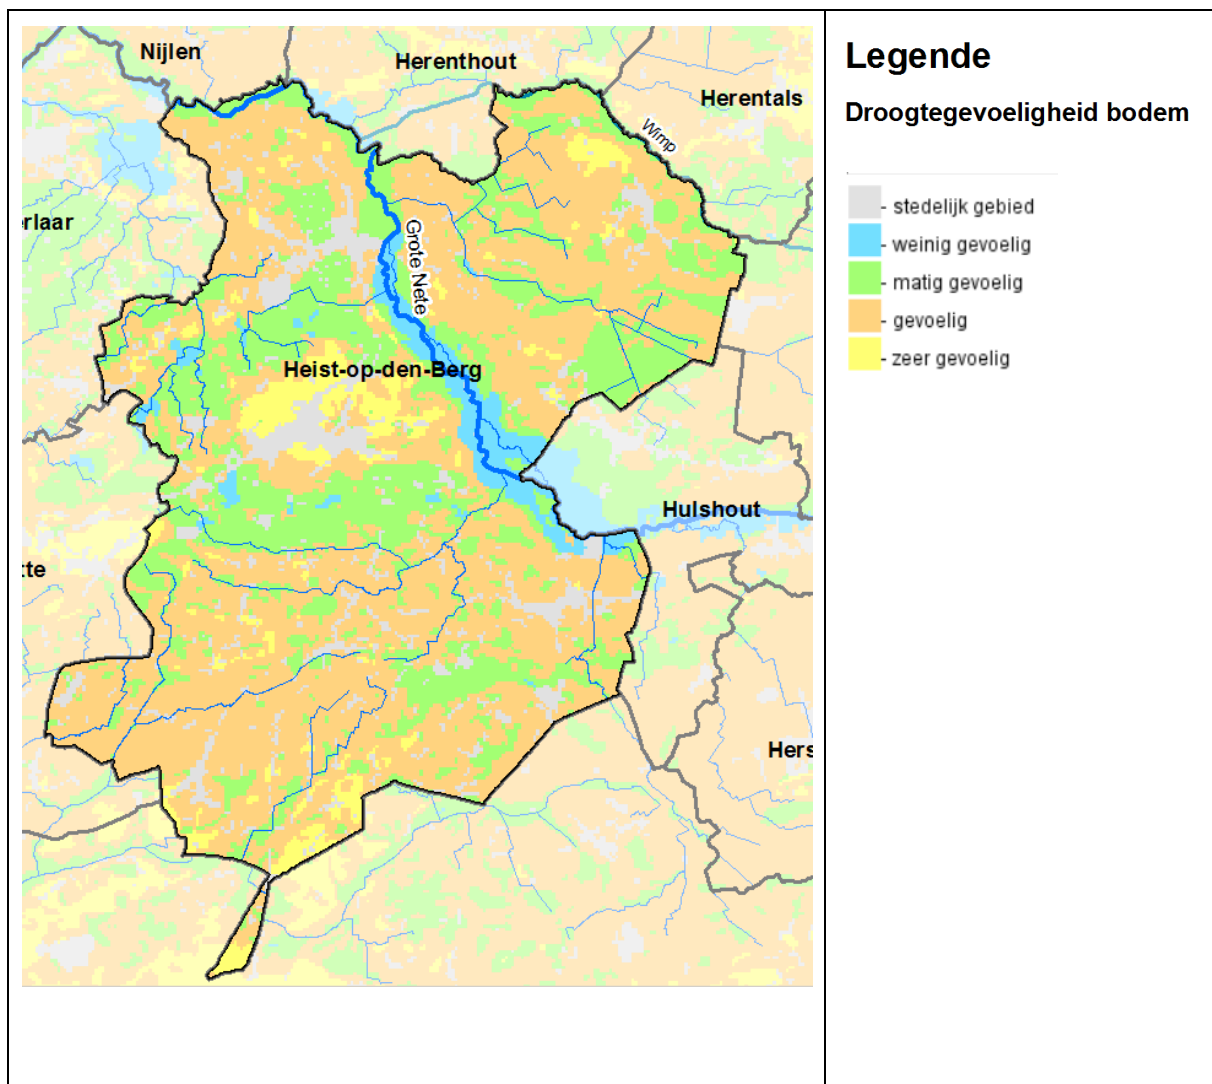 Nijlen
Herenthout
Herentals
Wimp
rlaar
Grote Nete
Heist-op-den-Berg
Hulshout
tte
Hers
Legende
Droogtegevoeligheid bodem
- stedelijk gebied
- weinig gevoelig
- matig gevoelig
- gevoelig
- zeer gevoelig